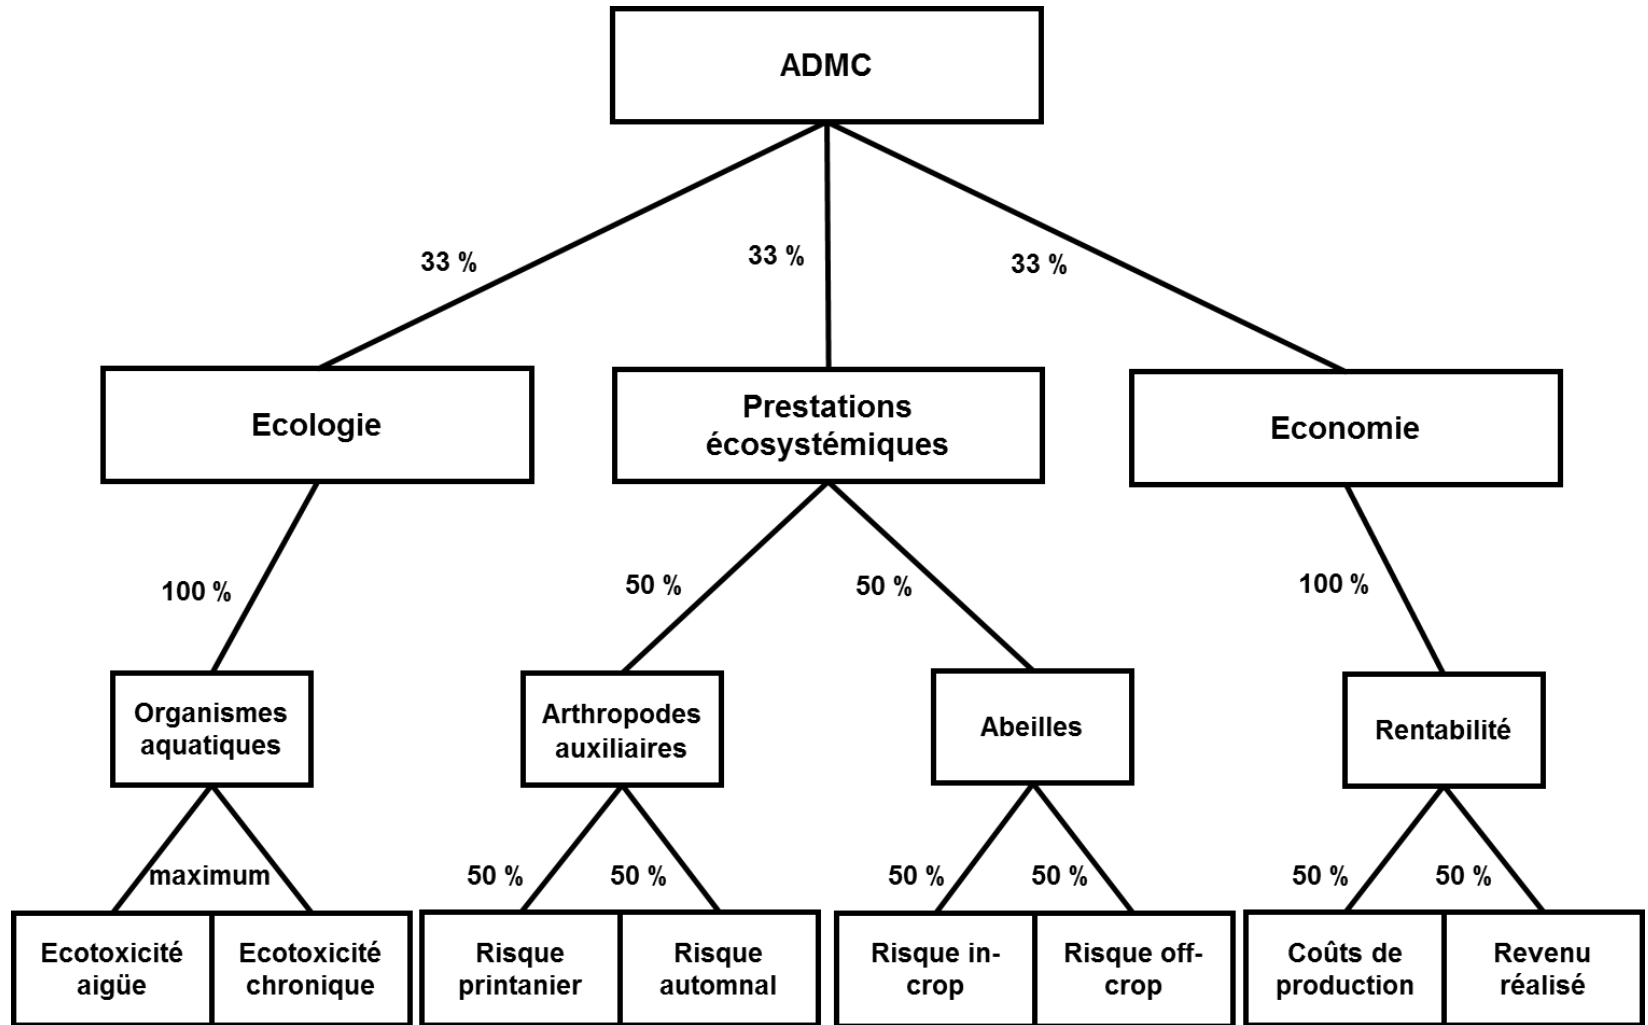 ADMC
33 %
33 %
33 %
Ecologie
Prestations
écosystémiques
Economie
100 %
50 %
50 %
100 %
Organismes
aquatiques
Arthropodes
auxiliaires
Abeilles
Rentabilité
maximum
50 %
50 %
50 %
50 %
50 %
50 %
Ecotoxicité
aigüe
Ecotoxicité
chronique
Risque
printanier
Risque
automnal
Risque in-
crop
Risque off-
crop
Coûts de
production
Revenu
réalisé